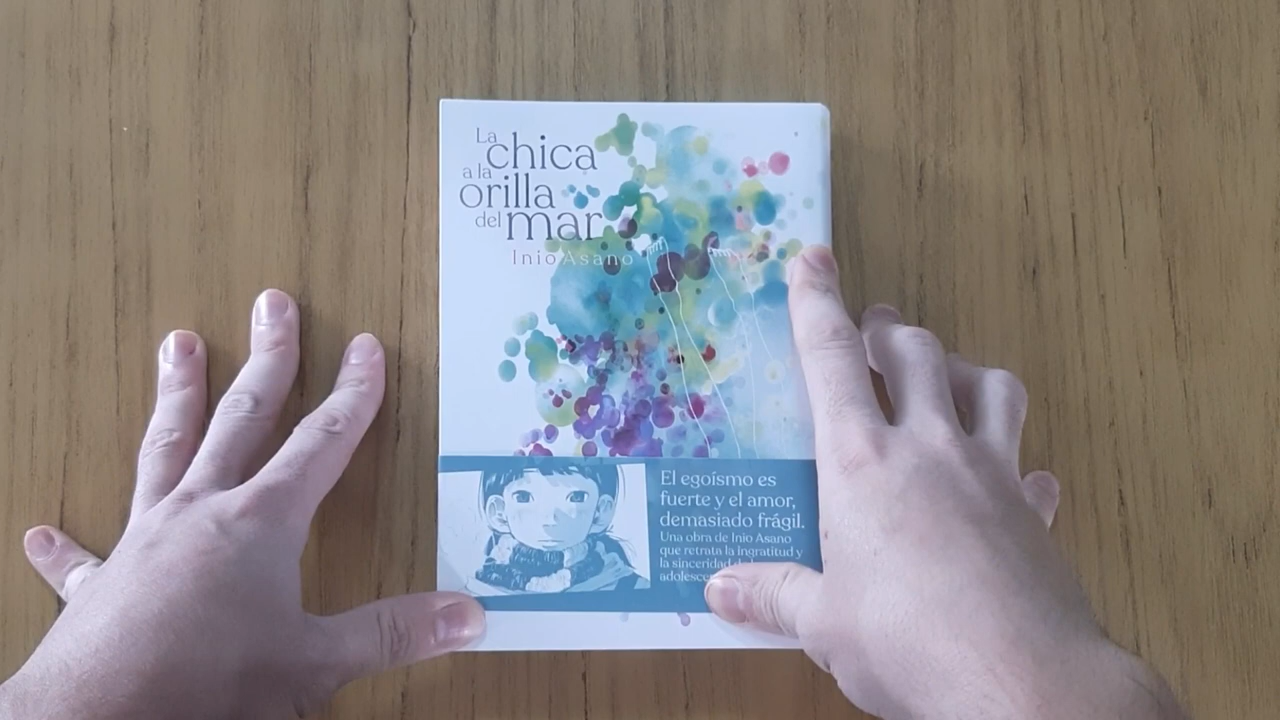 La
chica
a la
orilla
del mar
Inio Asano
El egoísmo es
fuerte y el amor,
demasiado frágil.
Una obra de Inio Asano
que retrata la ingratitud y
la sinceridad